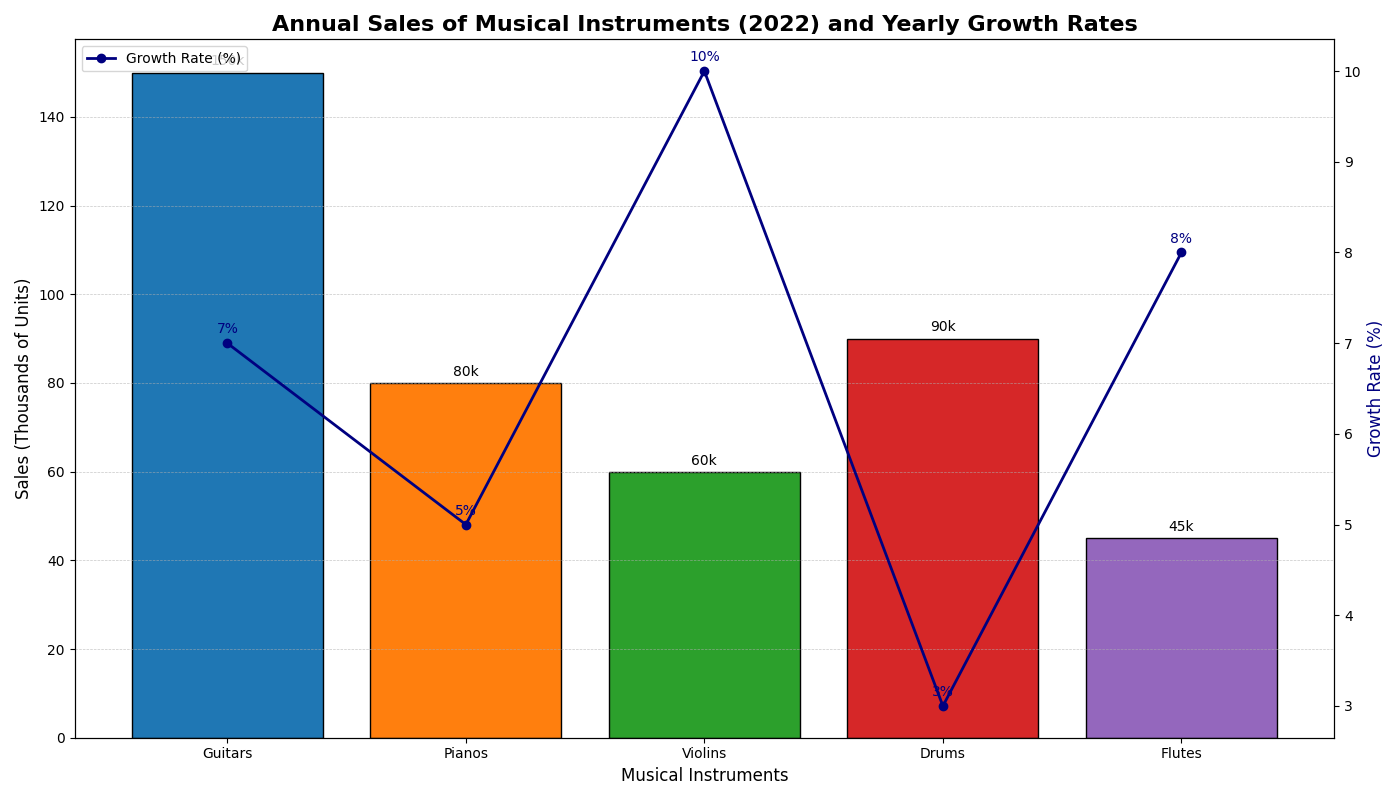 Annual Sales of Musical Instruments (2022) and Yearly Growth Rates
Growth Rate (%)
140
120
100
80
60
40
20
0
Sales (Thousands of Units)
7%
80k
5%
10%
60k
90k
3%
8%
45k
10
9
8
7
6
5
4
3
Growth Rate (%)
Guitars
Pianos
Violins
Drums
Flutes
Musical Instruments